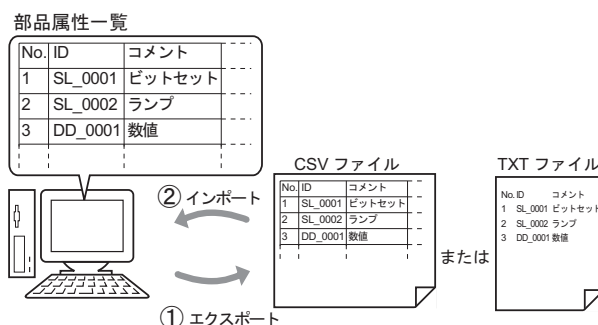 部品属性一覧
No. ID コメント
1 SL_0001 ビットセット
2 SL_0002 ランプ
3 DD_0001 数値
② インポート
① エクスポート
CSV ファイル
No. ID コメント
1 SL_0001 ビットセット
2 SL_0002 ランプ
3 DD_0001 数値
または
TXT ファイル
No. ID コメント
1 SL_0001 ビットセット
2 SL_0002 ランプ
3 DD_0001 数値